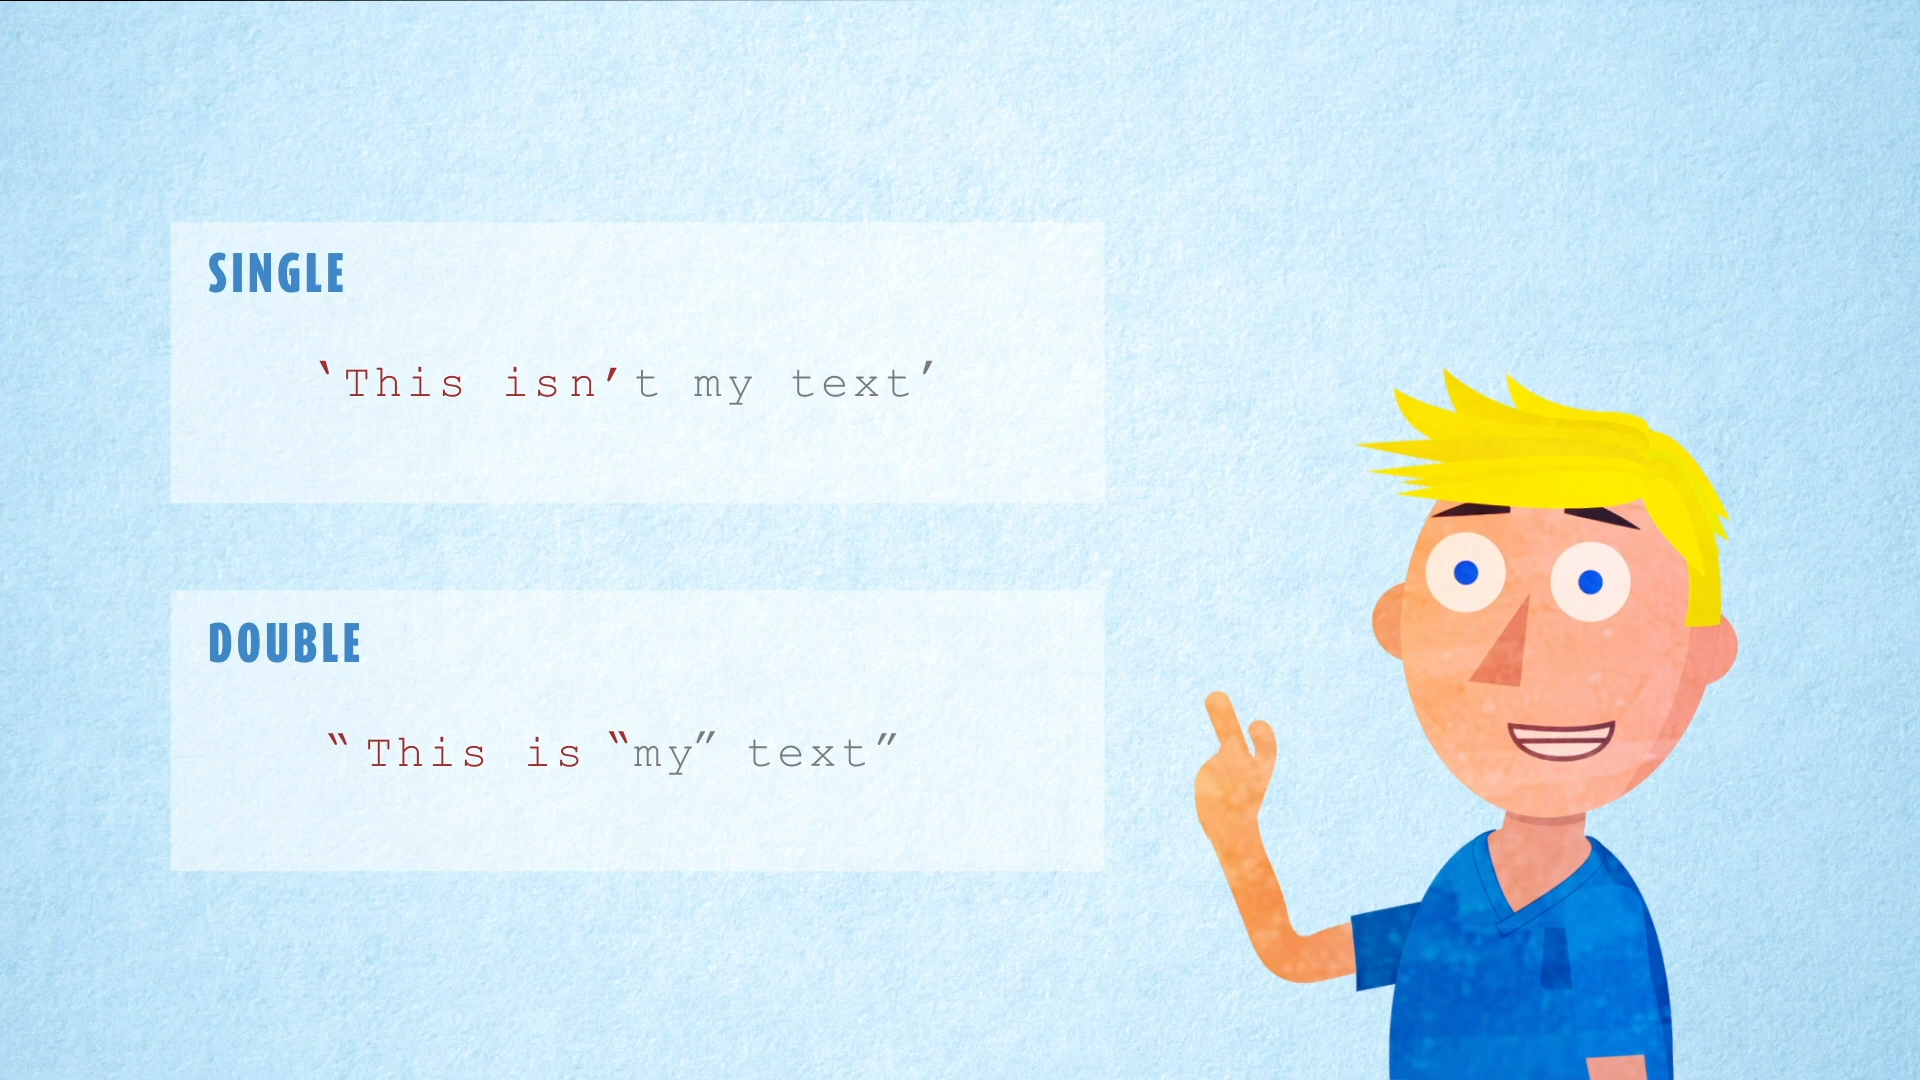 SINGLE
‘This isn’t my text’
DOUBLE
“This is “my” text”